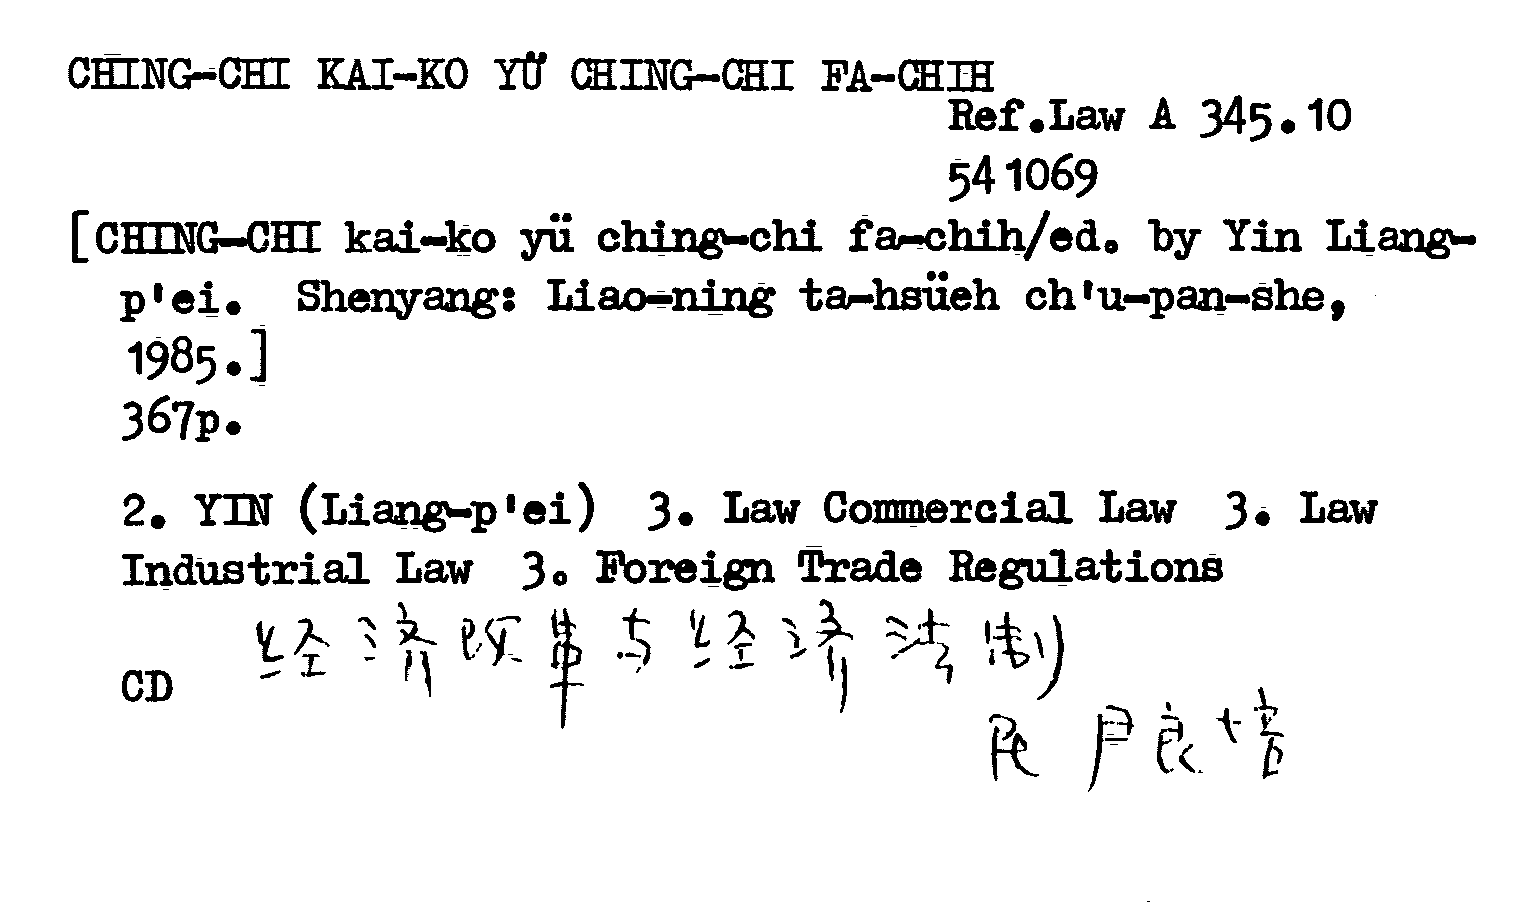 CHING-CHI KAI-KO YÜ CHING-CHI FA-CHIH
Ref.Law A 345.10
541069
[CHING-CHI kai-ko yü ching-chi fa-chih/ed. by Yin Liang-
p'ei. Shenyang: Liao-ning ta-hsüeh ch'u-pan-she,
1985.]
367p.
2. YIN (Liang-p'ei) 3. Law Commercial Law 3. Law
Industrial Law 3. Foreign Trade Regulations
经济改革与经济法制
CD
尹良培